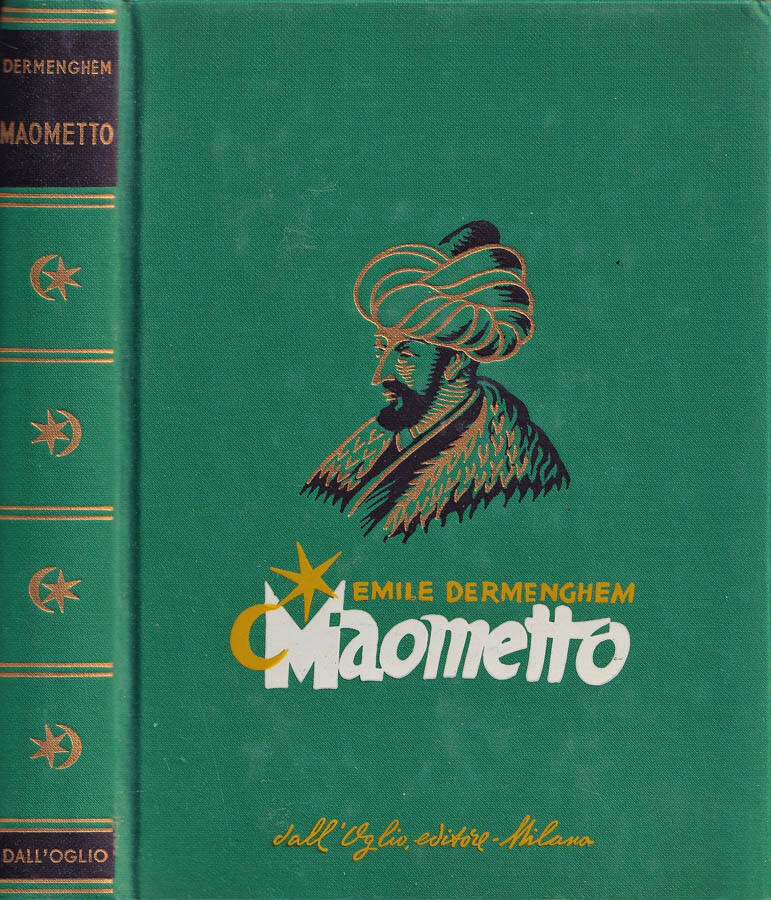 DERMENGHEM
MAOMETTO
DALL'OGLIO
EMILE DERMENGHEM
Maometto
dall'Oglio, editore - Milano